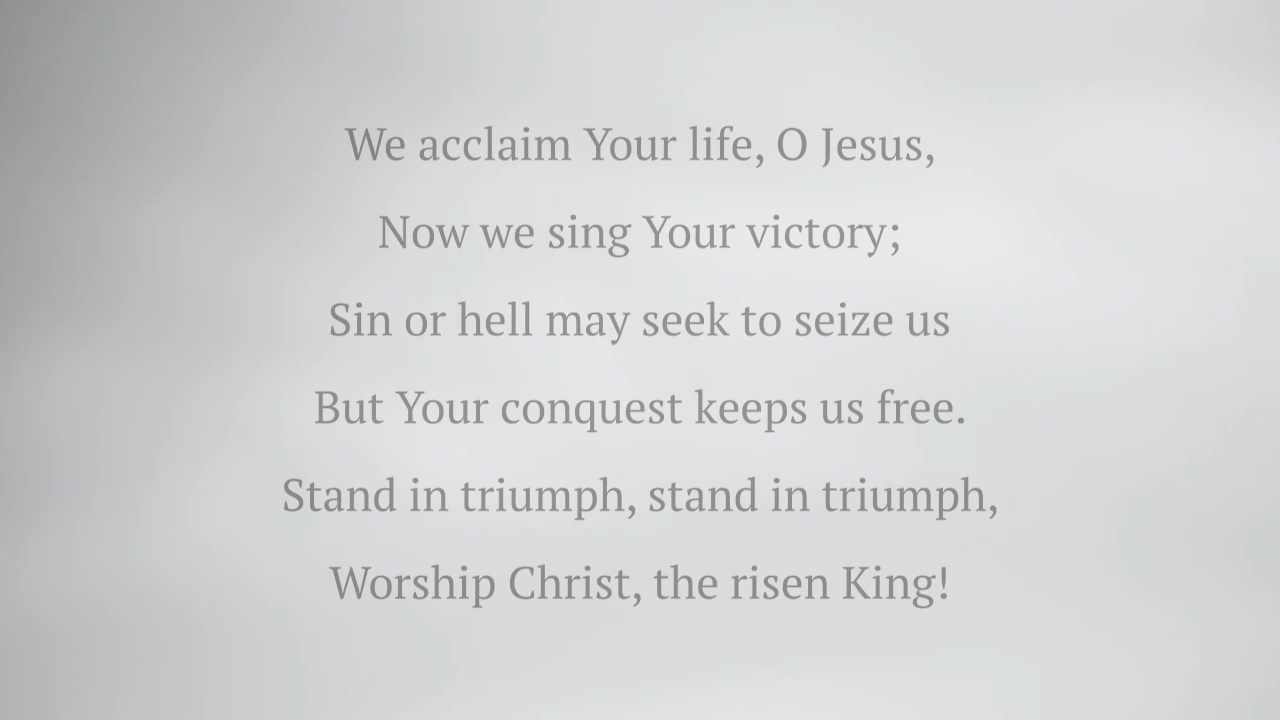 We acclaim Your life, O Jesus,
Now we sing Your victory;
Sin or hell may seek to seize us
But Your conquest keeps us free.
Stand in triumph, stand in triumph,
Worship Christ, the risen King!